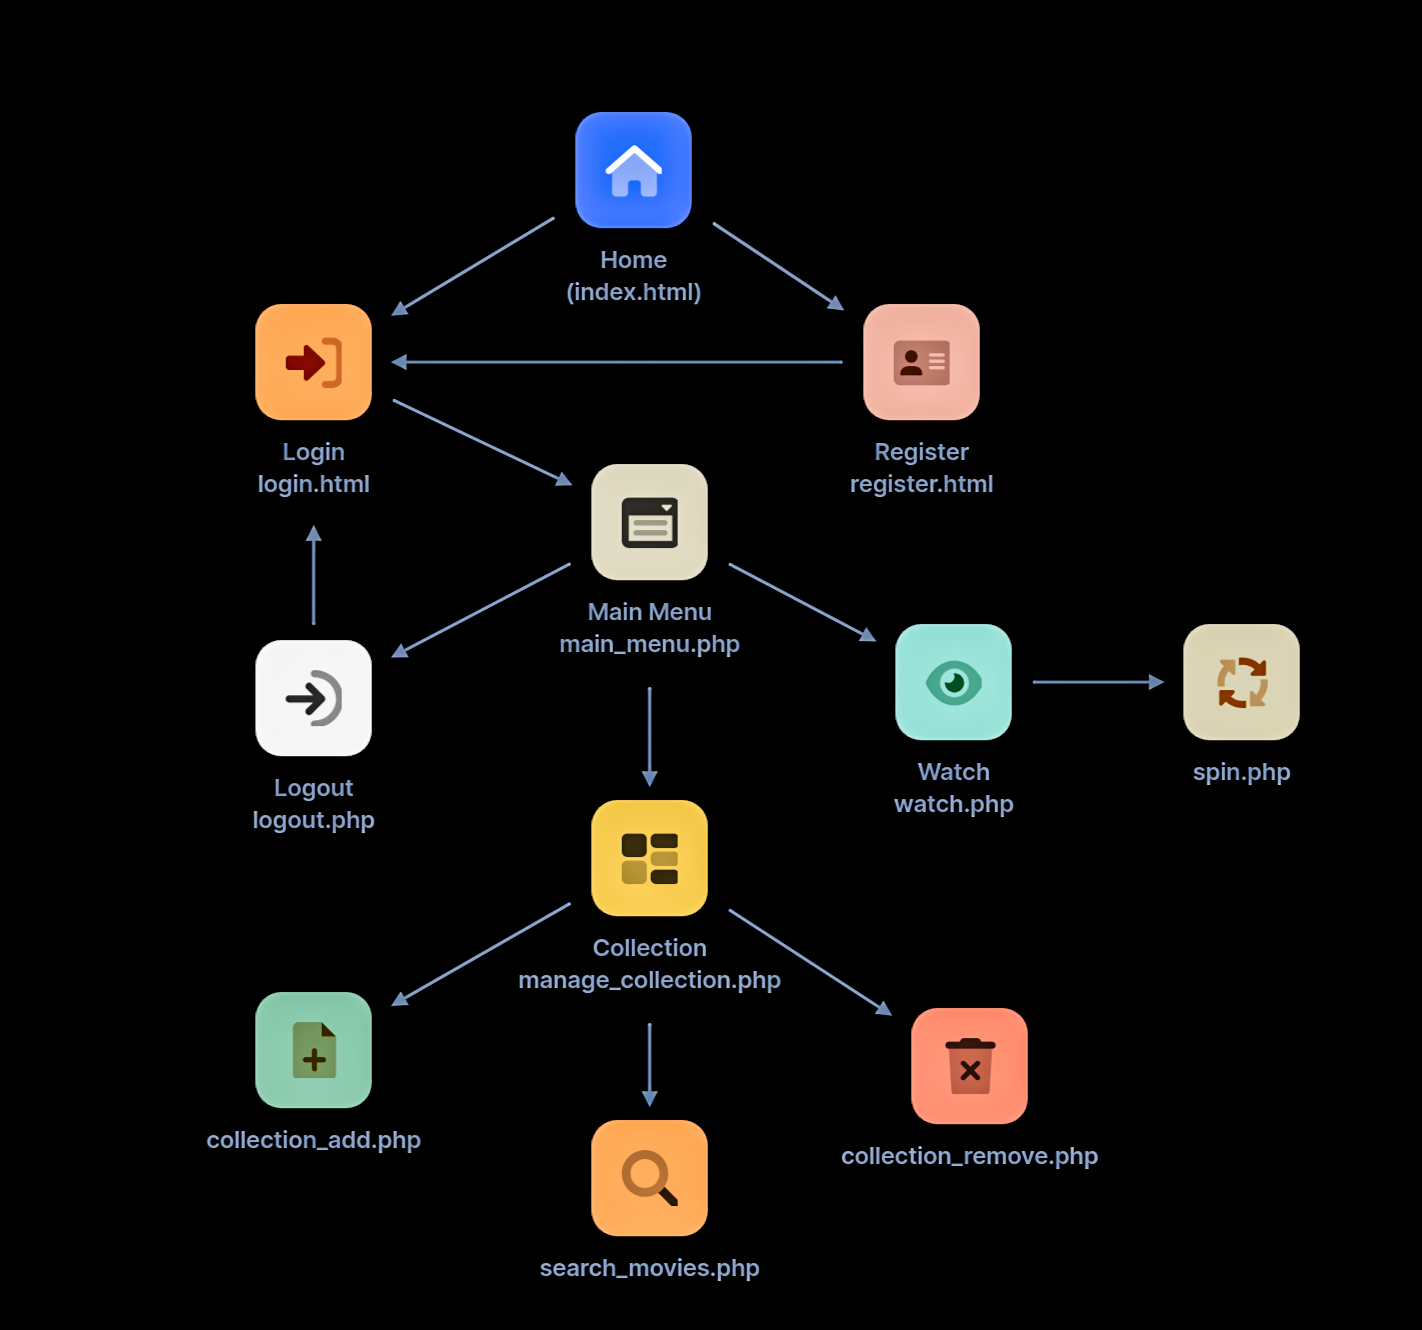 Home
(index.html)
Login
login.html
Register
register.html
Main Menu
main_menu.php
Logout
logout.php
Watch
watch.php
spin.php
Collection
manage_collection.php
collection_add.php
collection_remove.php
search_movies.php